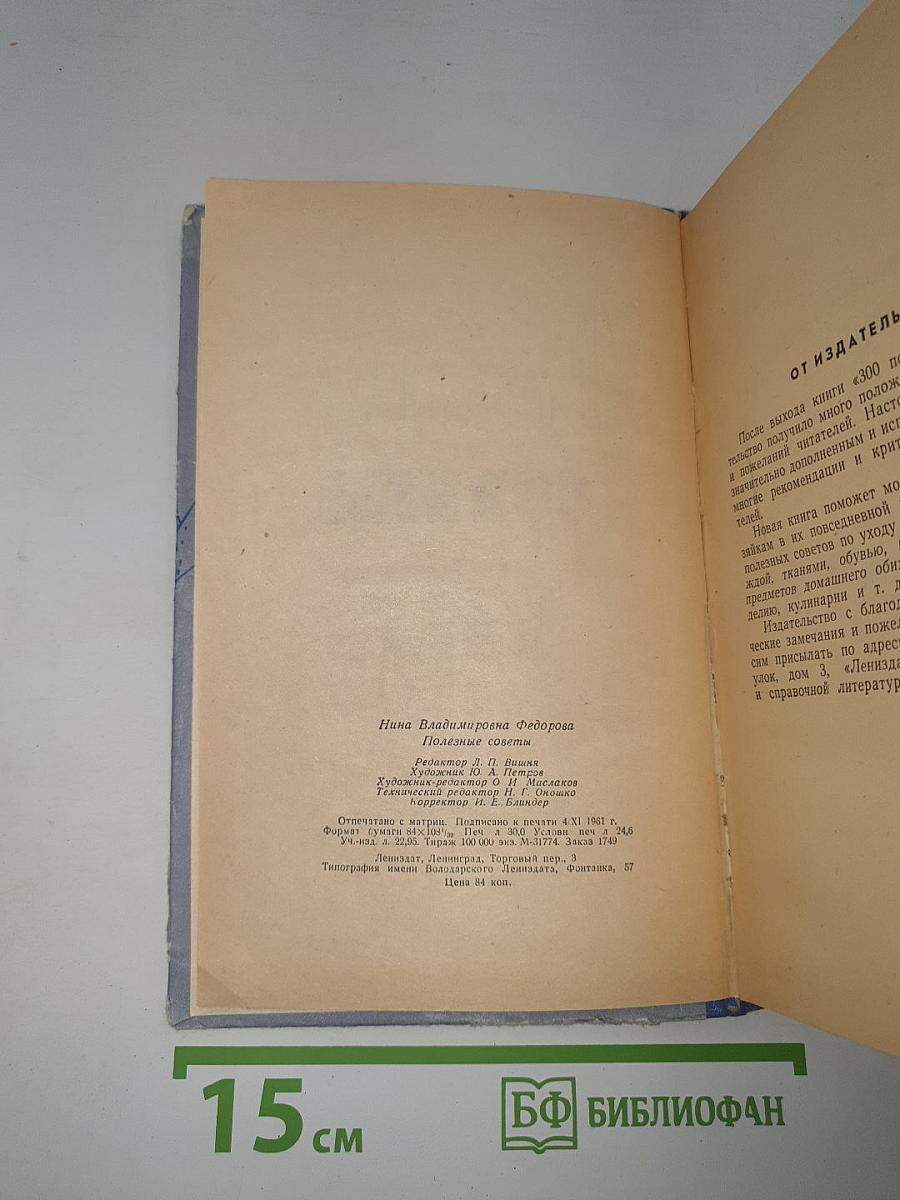 Нина Владимировна Федорова
Полезные советы
Редактор Л. П. Вишня
Художник Ю. А. Петров
Художник-редактор О. И. Маслаков
Технический редактор Н. Г. Оношко
Корректор И. Е. Блиндер
Отпечатано с матриц. Подписано к печати 4/XI 1961 г.
Формат бумаги 84×108¹/₃₂. Печ л 30,0 Условн печ л 24,6
Уч.-изд. л. 22,95. Тираж 100 000 экз. М-31774. Заказ 1749
Лениздат, Ленинград, Торговый пер., 3
Типография имени Володарского Лениздата, Фонтанка, 57
Цена 84 коп.
ОТ ИЗДАТЕЛЬ
После выхода книги «300 по
тельство получило много полож
и пожеланий читателей. Насто
значительно дополненным и исп
многие рекомендации и крит
телей.
Новая книга поможет мо
зяйкам в их повседневной
полезных советов по уходу
ждой, тканями, обувью,
предметов домашнего оби
делию, кулинарии и т. д
Издательство с благод
ческие замечания и пожел
сим присылать по адресу
улок, дом 3, «Лениздат
и справочной литератур
15 см
БФ БИБЛИОФАН